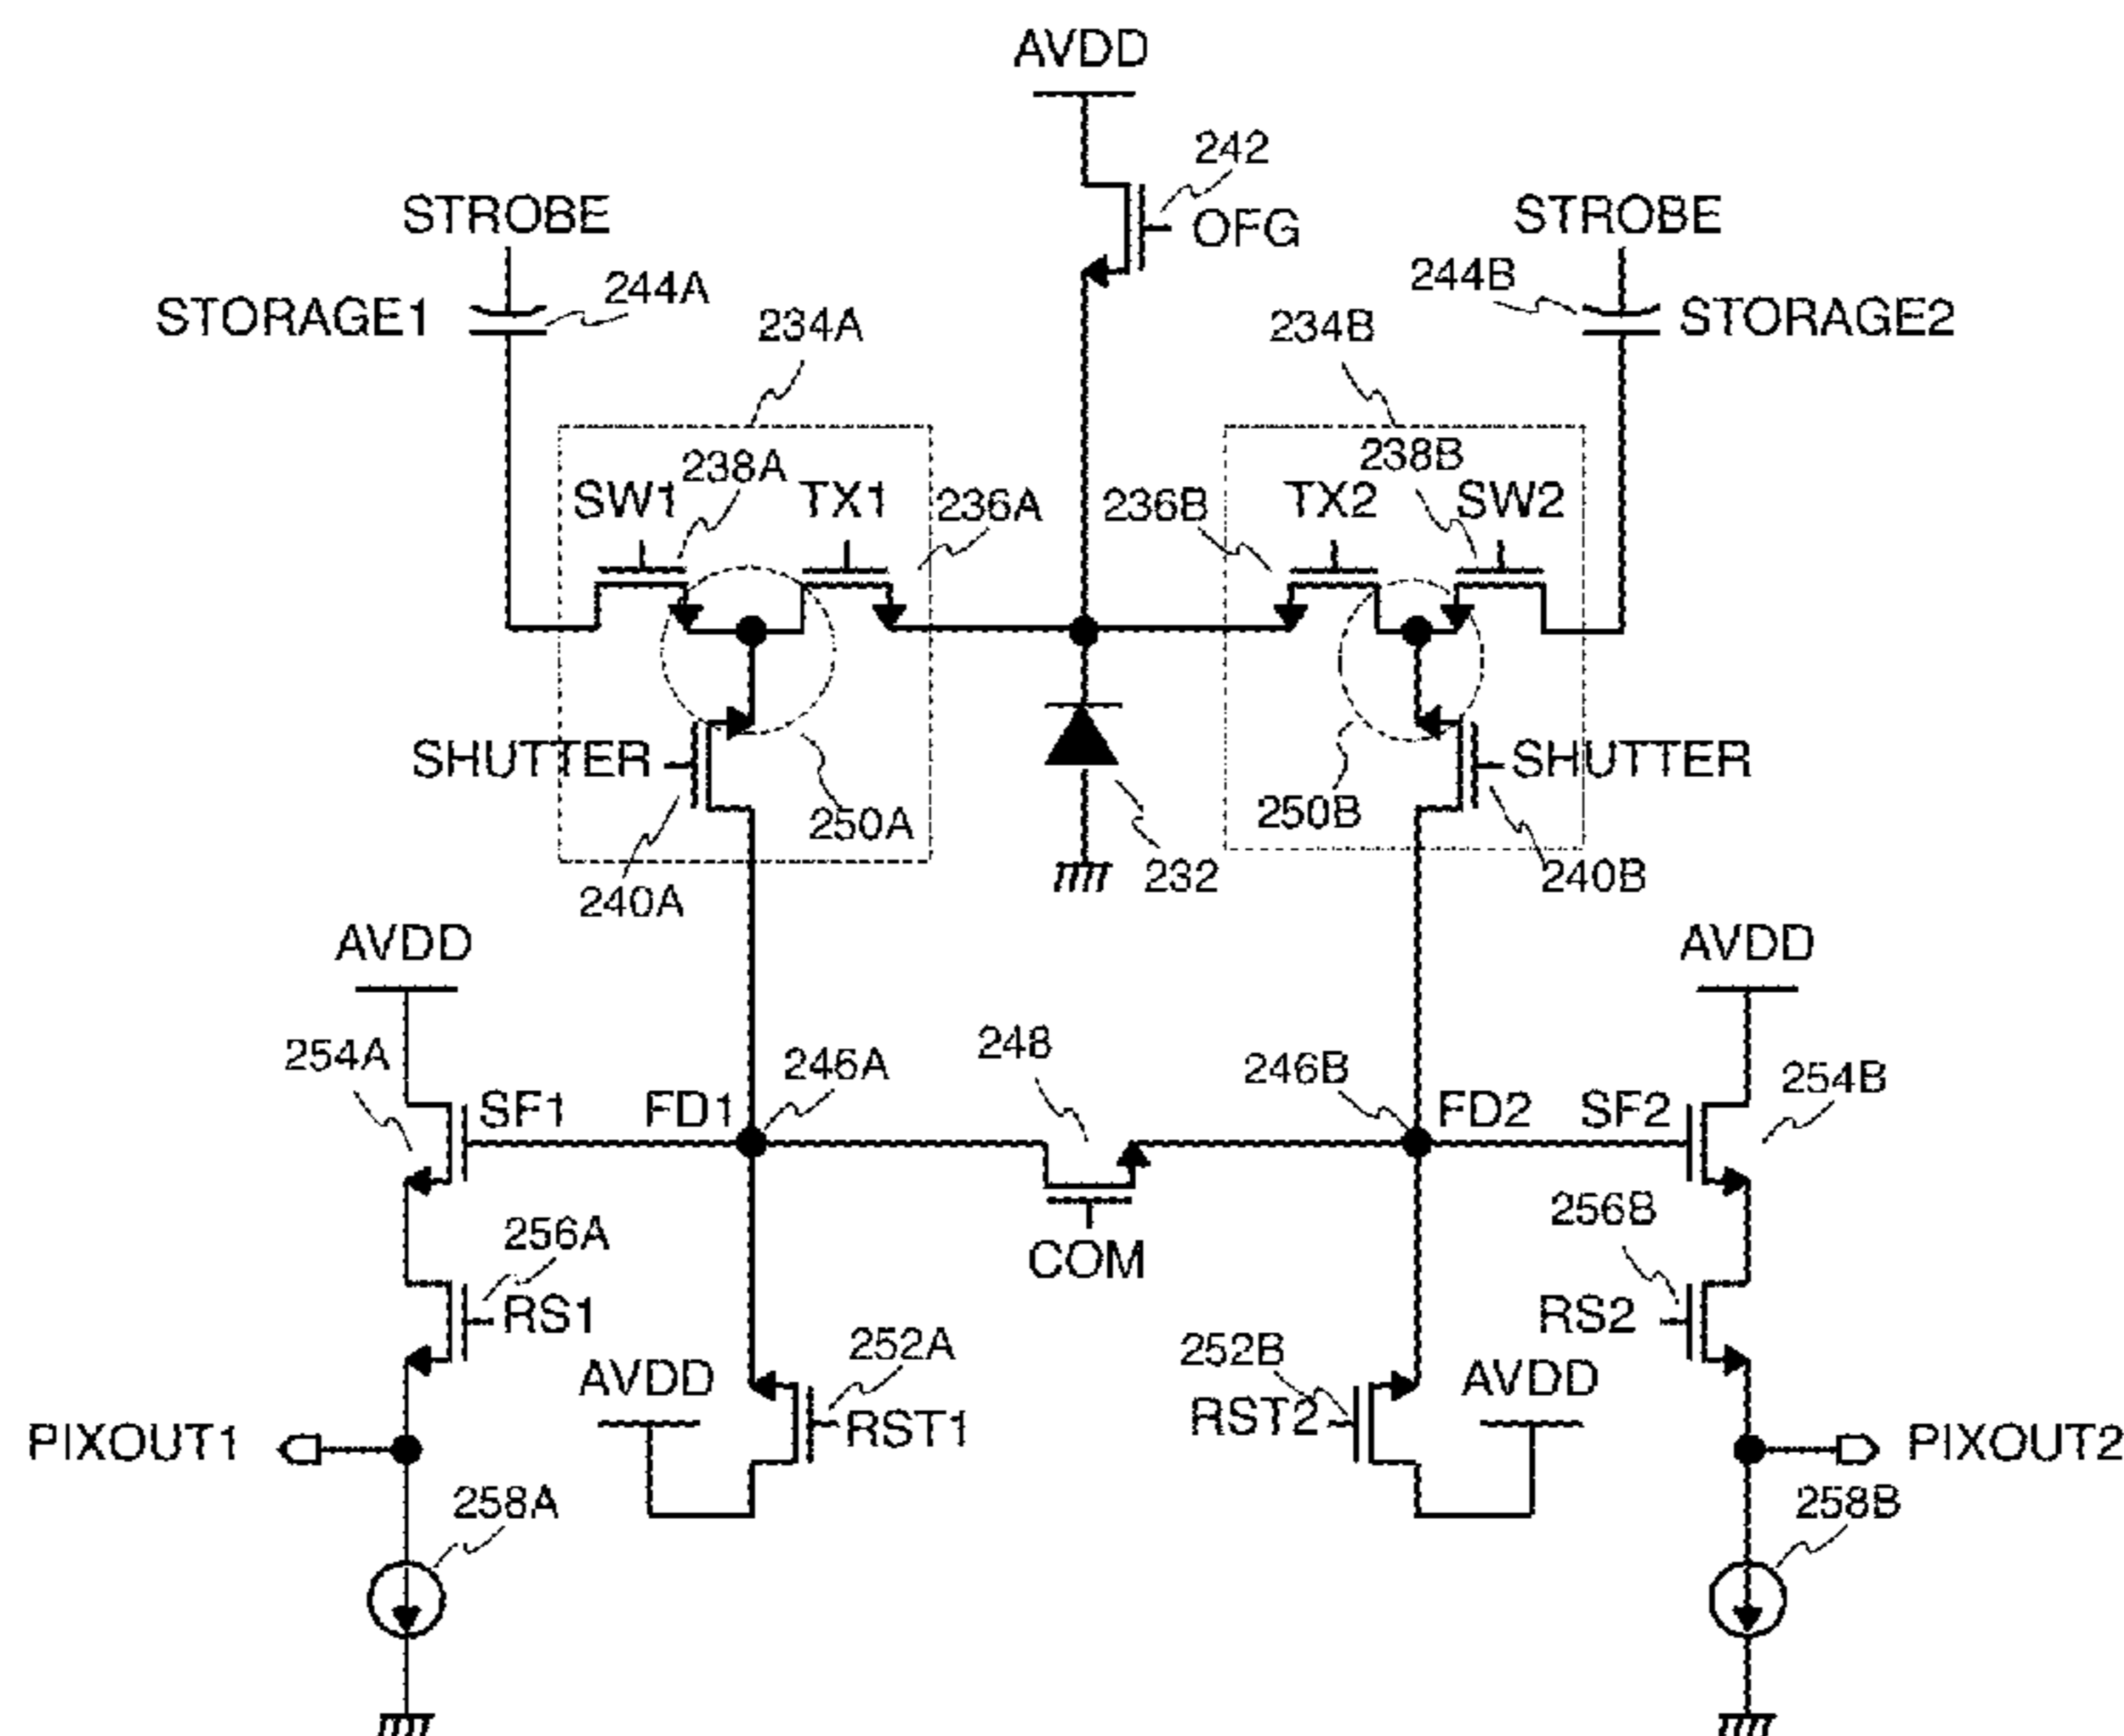 AVDD
242
OFG
STROBE
STROBE
STORAGE1
244A
244B
STORAGE2
234A
234B
238A
238B
SW1
TX1
236A
236B
TX2
SW2
SHUTTER
SHUTTER
250A
250B
240A
232
240B
AVDD
AVDD
254A
248
246A
246B
254B
SF1
FD1
FD2
SF2
256A
256B
COM
RS1
RS2
252A
252B
AVDD
AVDD
RST1
RST2
PIXOUT1
PIXOUT2
258A
258B